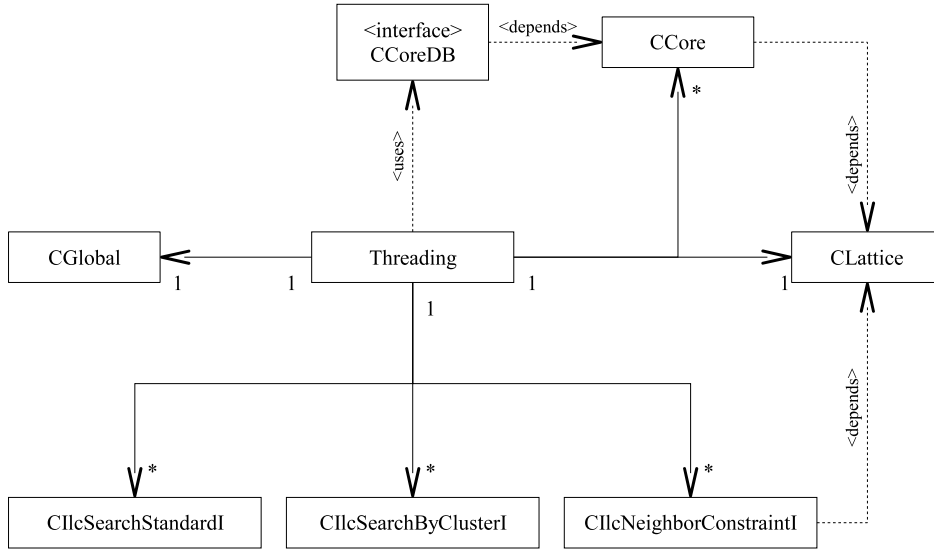 <interface>
CCoreDB
<depends>
CCore
*
<uses>
<depends>
CGlobal
Threading
CLattice
1
1
1
1
1
<depends>
*
*
*
CIlcSearchStandardI
CIlcSearchByClusterI
CIlcNeighborConstraintI